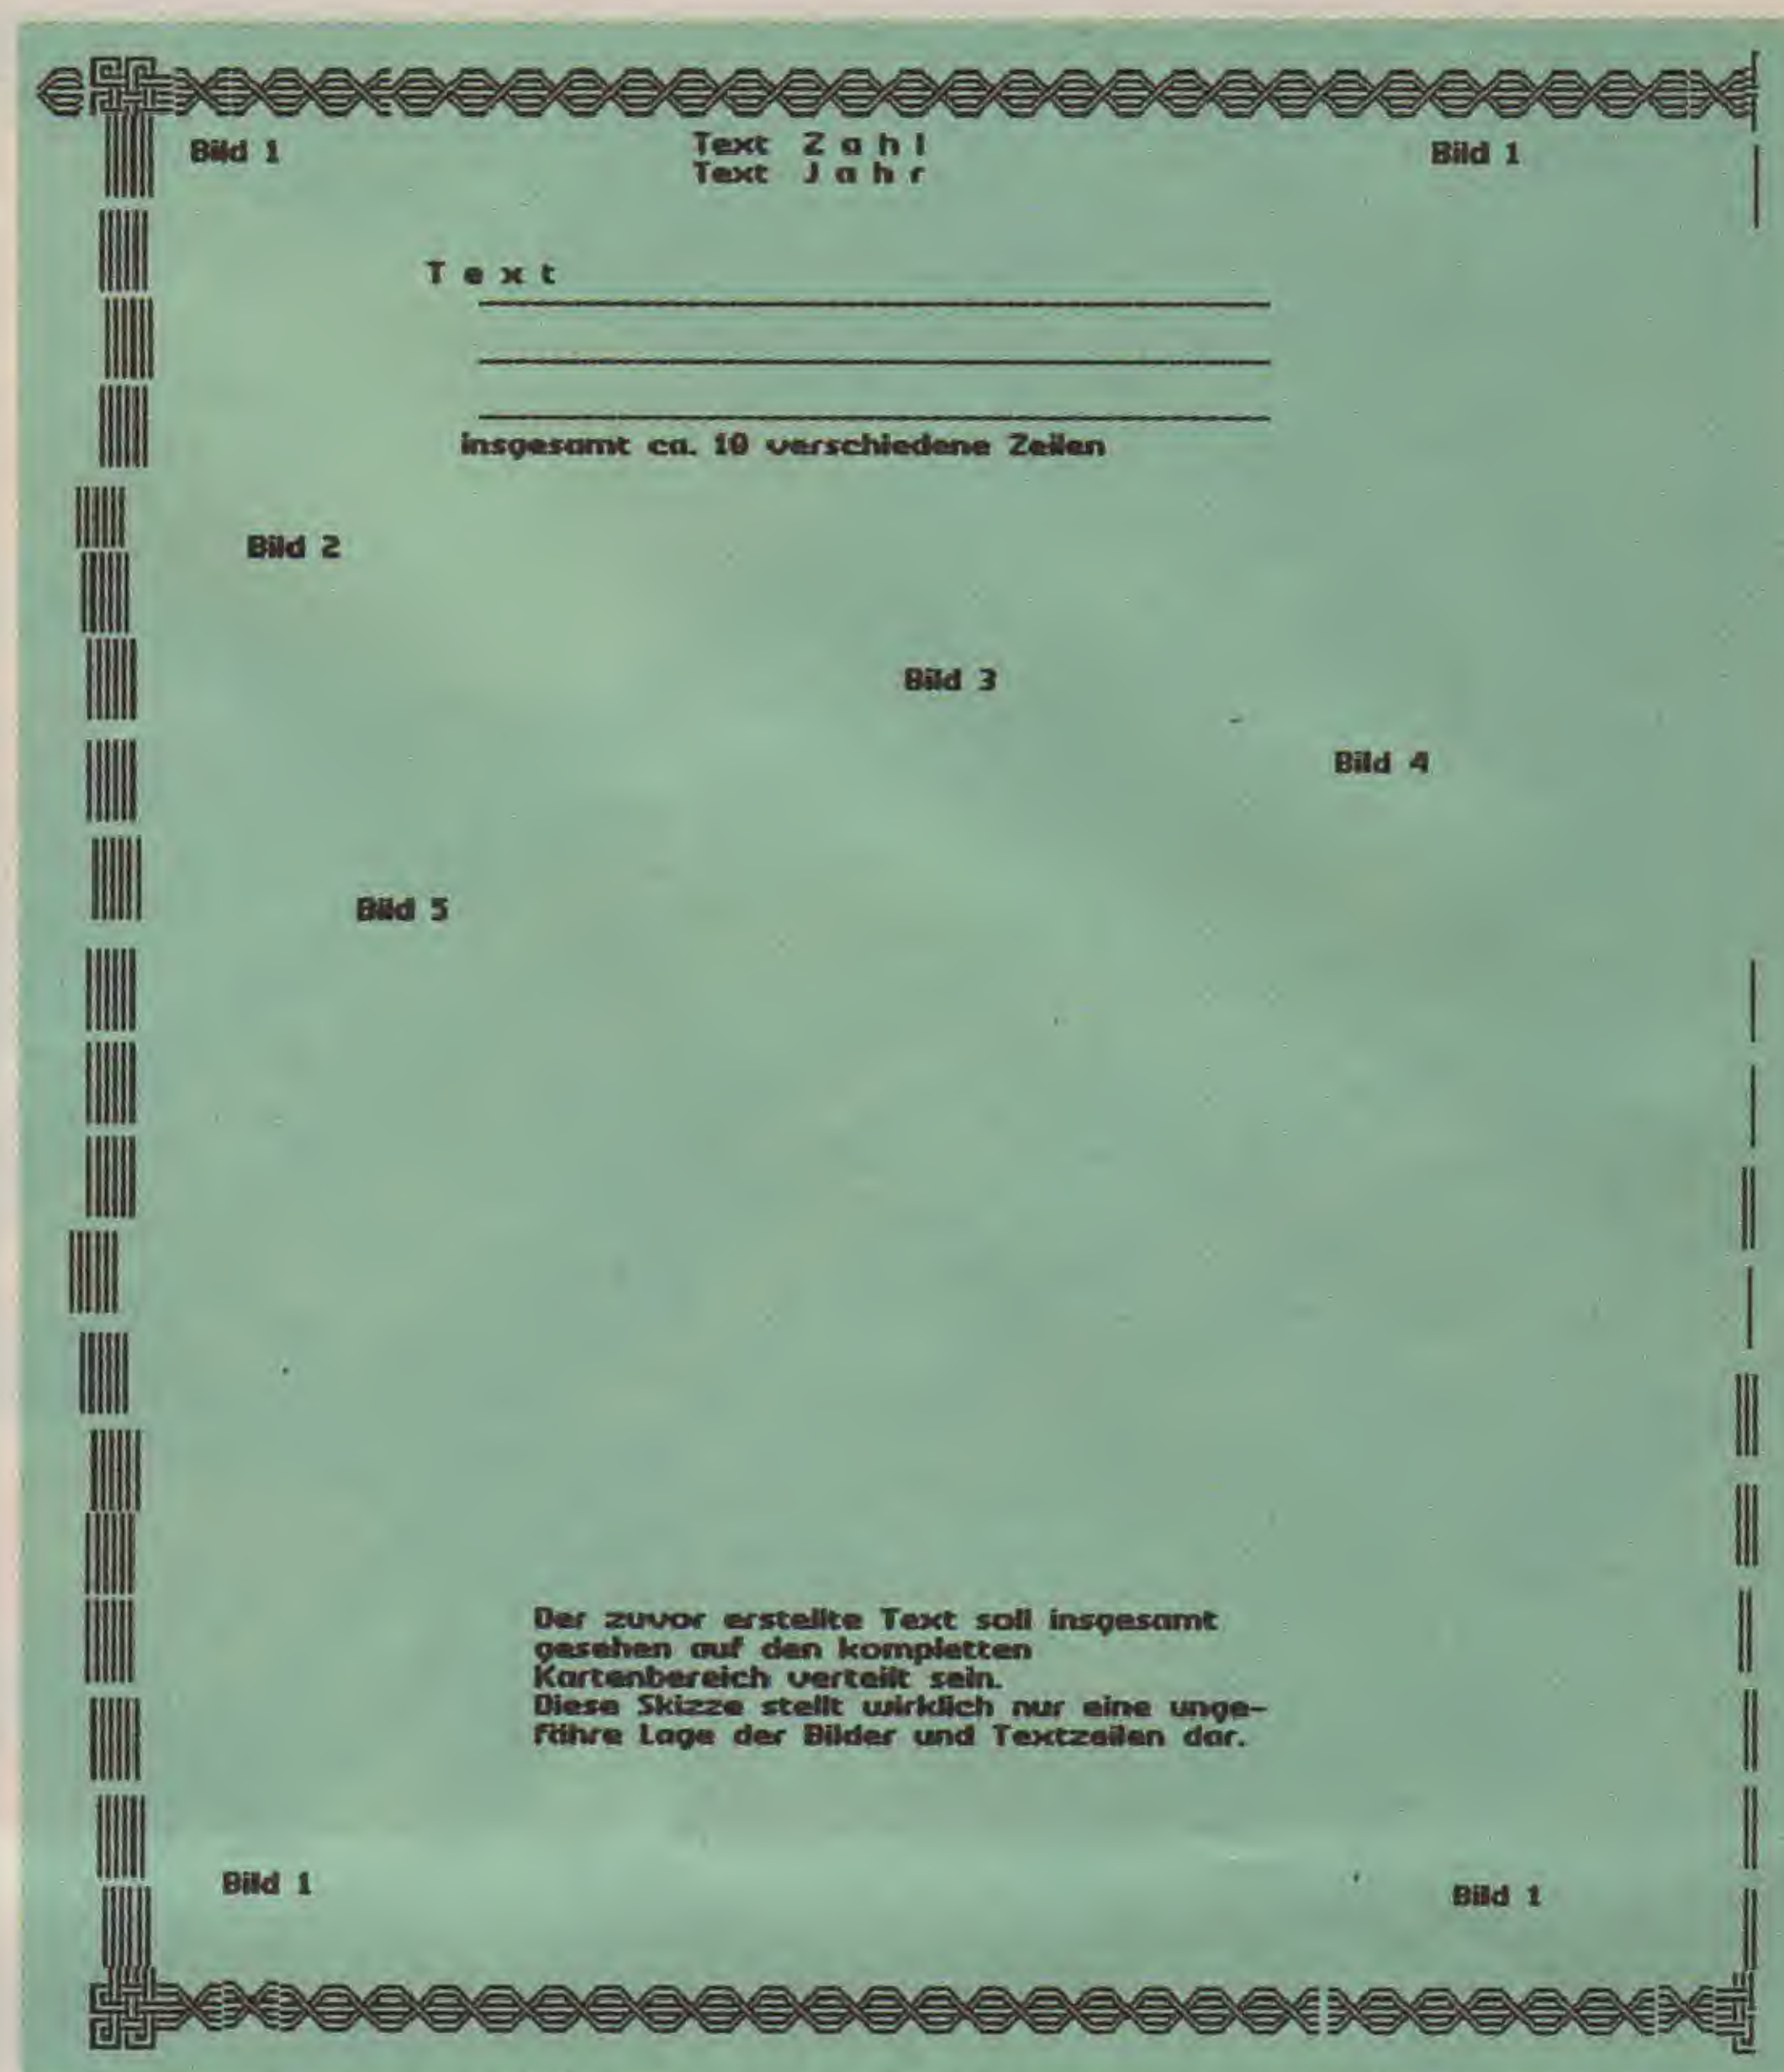 Bild 1 Text Zahl Bild 1
Text Jahr
Text
insgesamt ca. 10 verschiedene Zeilen
Bild 2
Bild 3
Bild 4
Bild 5
Der zuvor erstellte Text soll insgesamt
gesehen auf den kompletten
Kartenbereich verteilt sein.
Diese Skizze stellt wirklich nur eine unge-
fähre Lage der Bilder und Textzeilen dar.
Bild 1 Bild 1